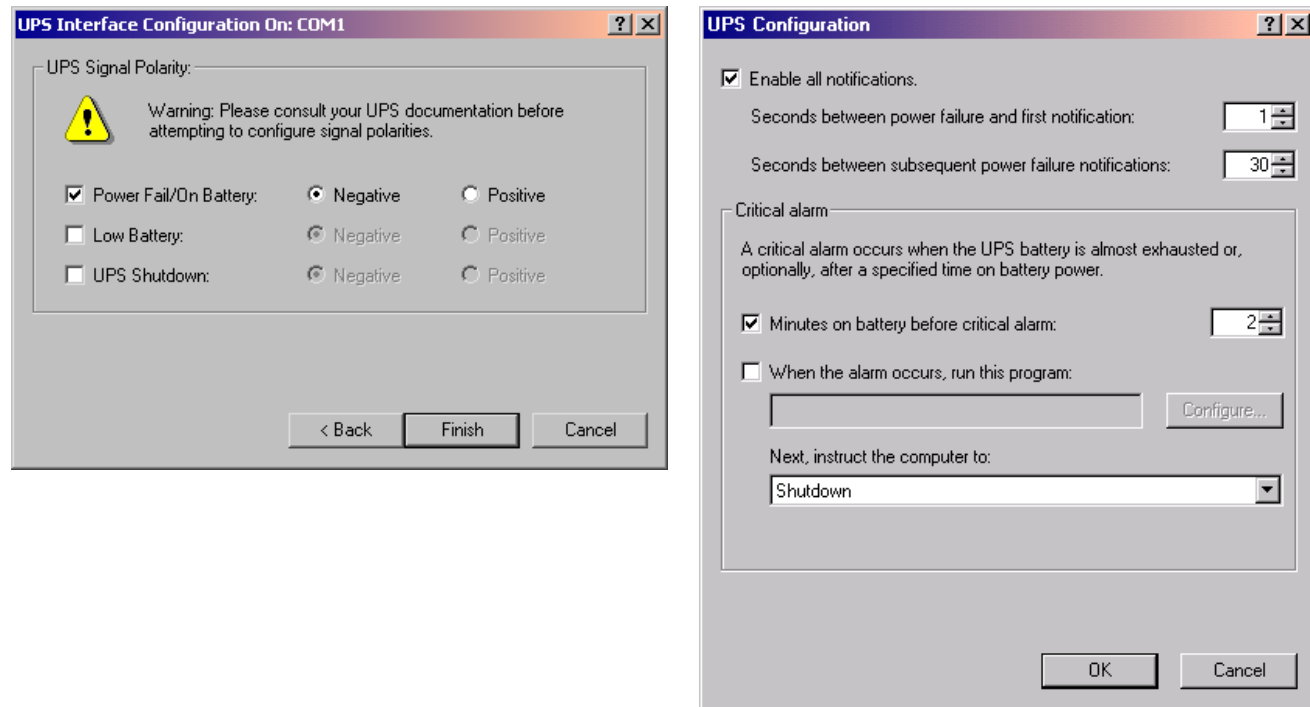 UPS Interface Configuration On: COM1
UPS Signal Polarity:
Warning: Please consult your UPS documentation before
attempting to configure signal polarities.
Power Fail/On Battery: Negative Positive
Low Battery: Negative Positive
UPS Shutdown: Negative Positive
< Back Finish Cancel
UPS Configuration
Enable all notifications.
Seconds between power failure and first notification: 1
Seconds between subsequent power failure notifications: 30
Critical alarm
A critical alarm occurs when the UPS battery is almost exhausted or,
optionally, after a specified time on battery power.
Minutes on battery before critical alarm: 2
When the alarm occurs, run this program:
Configure...
Next, instruct the computer to:
Shutdown
OK Cancel